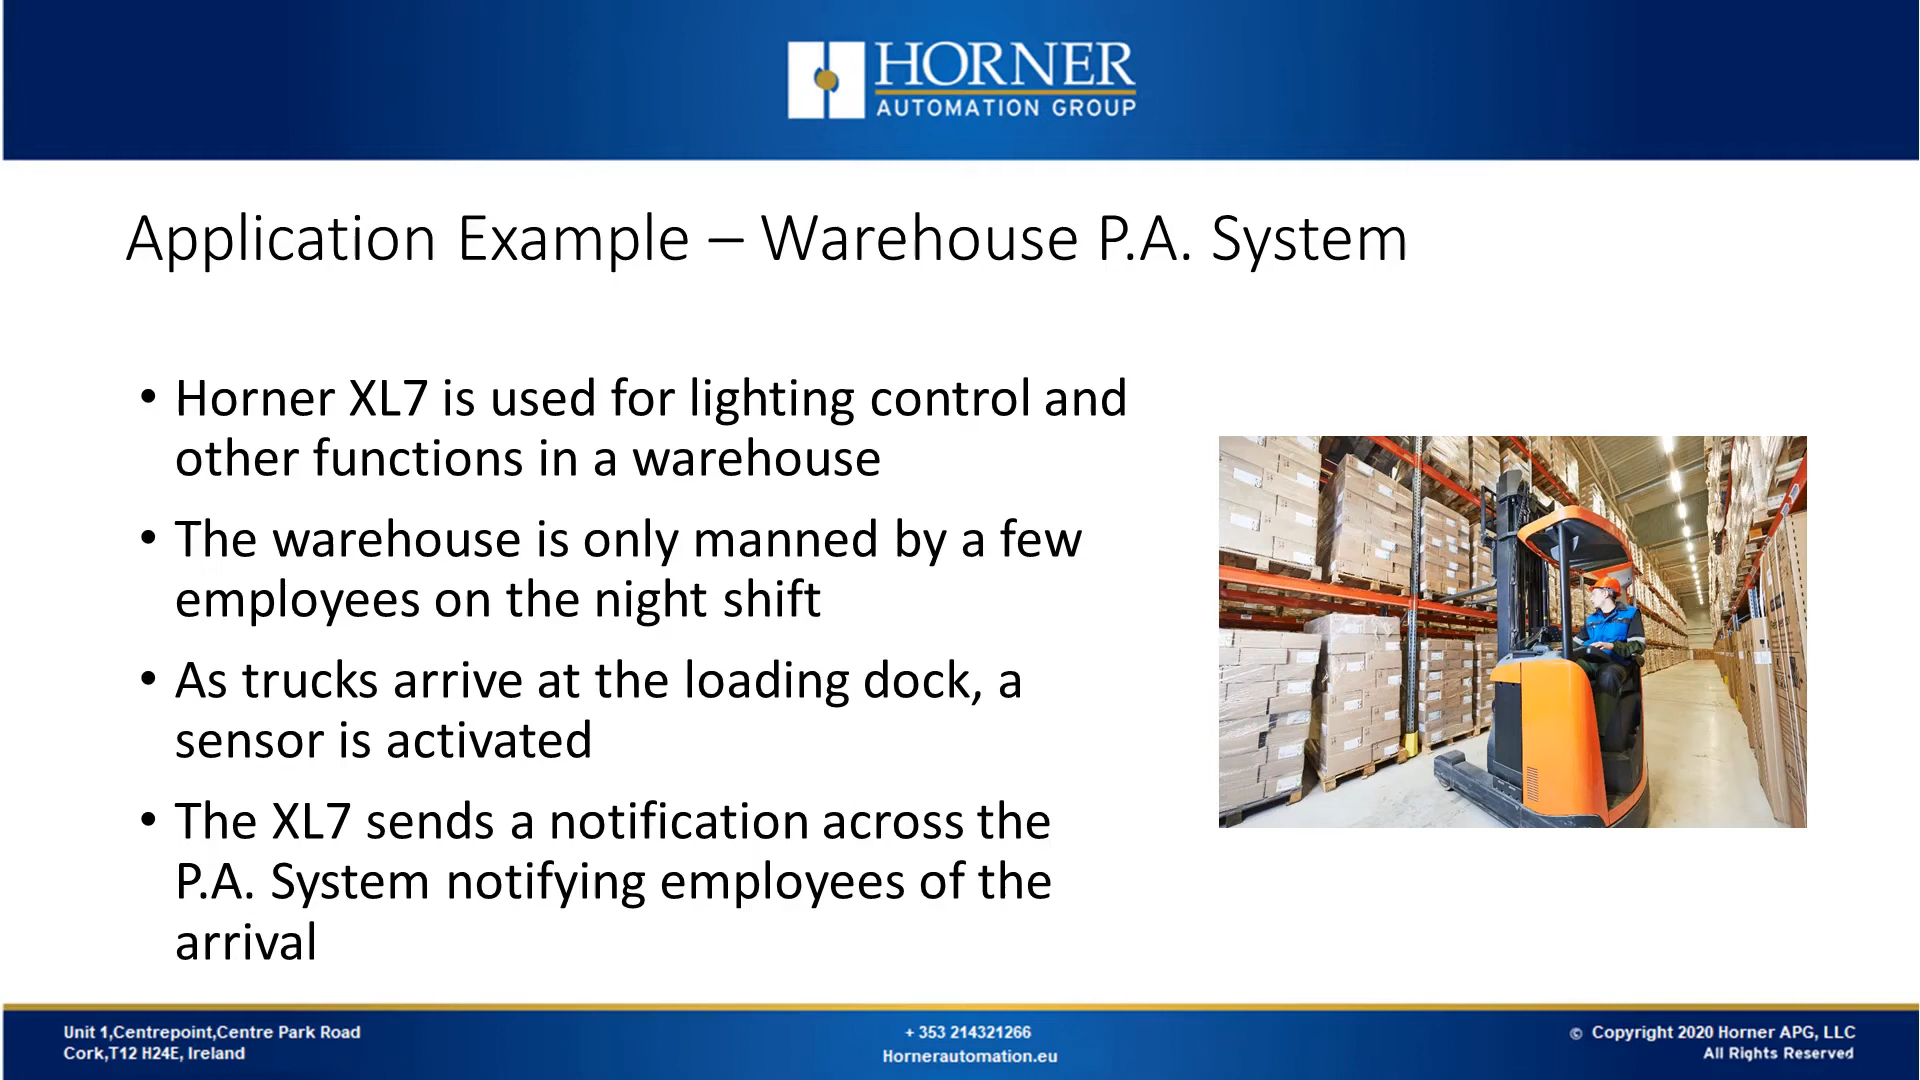 HORNER
AUTOMATION GROUP
Application Example – Warehouse P.A. System
• Horner XL7 is used for lighting control and
other functions in a warehouse
• The warehouse is only manned by a few
employees on the night shift
• As trucks arrive at the loading dock, a
sensor is activated
• The XL7 sends a notification across the
P.A. System notifying employees of the
arrival
Unit 1,Centrepoint,Centre Park Road
Cork,T12 H24E, Ireland
+ 353 214321266
Hornerautomation.eu
© Copyright 2020 Horner APG, LLC
All Rights Reserved